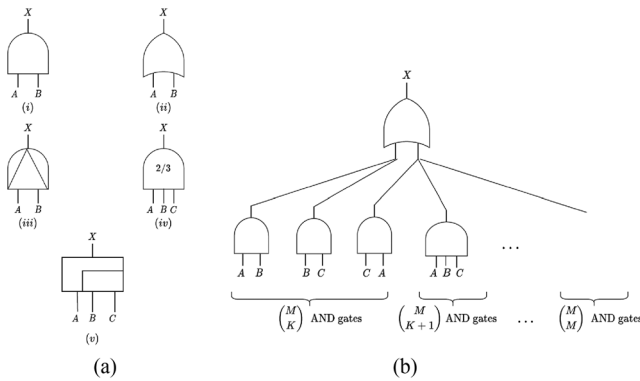 X
X
A B
A B
(i)
(ii)
X
X
2/3
A B
A B C
(iii)
(iv)
X
A B C
(v)
(a)
X
A B
B C
C A
A B C
...
(M K) AND gates
(M K + 1) AND gates
...
(M M) AND gates
(b)